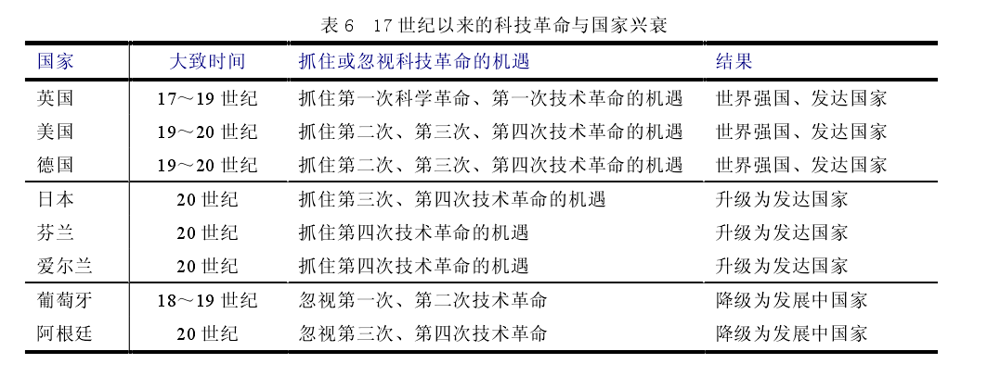 表 6 17 世纪以来的科技革命与国家兴衰
国家 大致时间 抓住或忽视科技革命的机遇 结果
英国 17～19 世纪 抓住第一次科学革命、第一次技术革命的机遇 世界强国、发达国家
美国 19～20 世纪 抓住第二次、第三次、第四次技术革命的机遇 世界强国、发达国家
德国 19～20 世纪 抓住第二次、第三次、第四次技术革命的机遇 世界强国、发达国家
日本 20 世纪 抓住第三次、第四次技术革命的机遇 升级为发达国家
芬兰 20 世纪 抓住第四次技术革命的机遇 升级为发达国家
爱尔兰 20 世纪 抓住第四次技术革命的机遇 升级为发达国家
葡萄牙 18～19 世纪 忽视第一次、第二次技术革命 降级为发展中国家
阿根廷 20 世纪 忽视第三次、第四次技术革命 降级为发展中国家